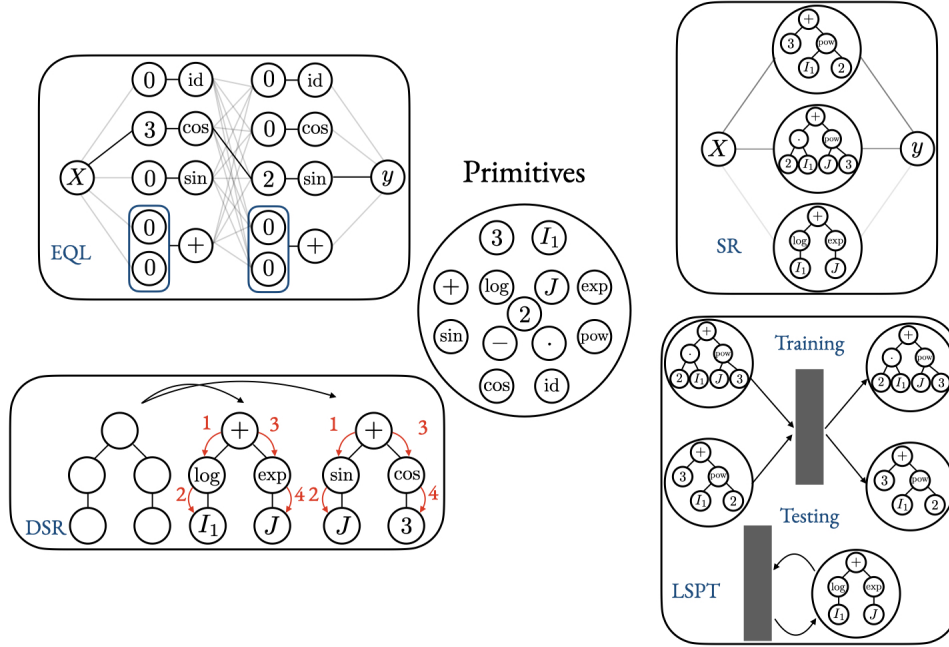 0 id 0 id
3 cos 0 cos
X 0 sin 2 sin y
0 0
+ +
0 0
EQL
Primitives
3 I₁
+ log J exp
2
sin − · pow
cos id
+
3 pow
I₁ 2
X + y
· pow
2 I₁ J 3
+
log exp
I₁ J
SR
1 + 3 1 + 3
log exp sin cos
2 4 2 4
I₁ J J 3
DSR
Training
+ +
· pow · pow
2 I₁ J 3 2 I₁ J 3
+ +
3 pow 3 pow
I₁ 2 I₁ 2
Testing
+
log exp
I₁ J
LSPT